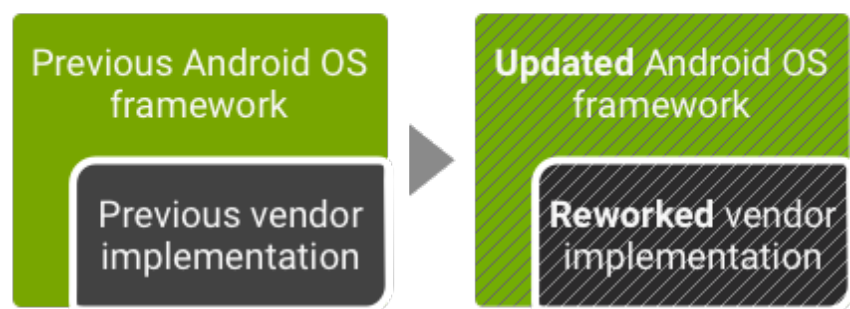 Previous Android OS
framework
Previous vendor
implementation
Updated Android OS
framework
Reworked vendor
implementation